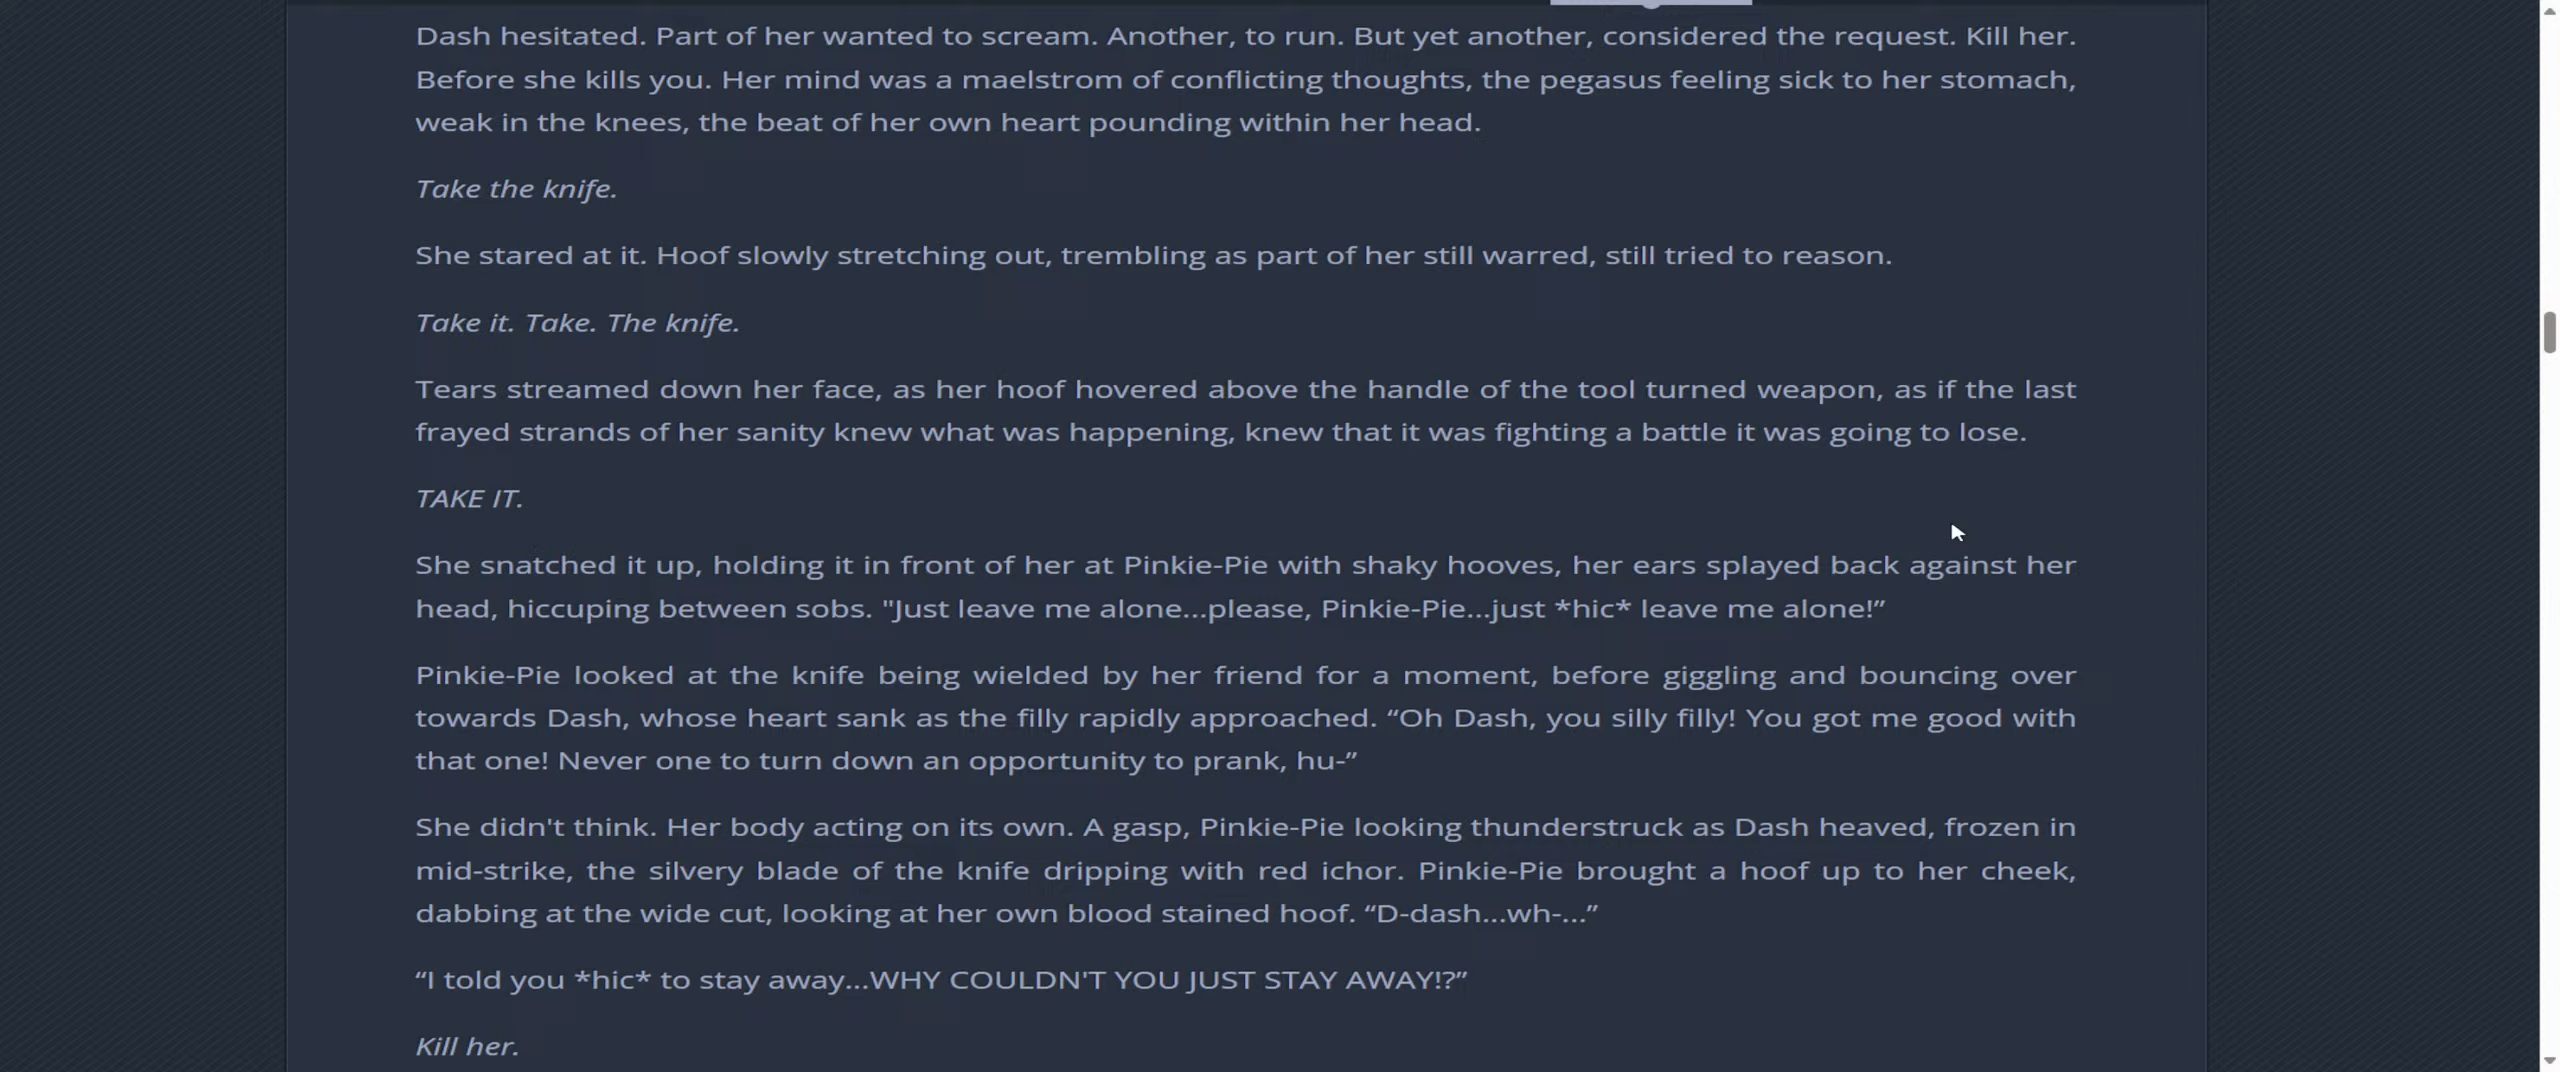 Dash hesitated. Part of her wanted to scream. Another, to run. But yet another, considered the request. Kill her.
Before she kills you. Her mind was a maelstrom of conflicting thoughts, the pegasus feeling sick to her stomach,
weak in the knees, the beat of her own heart pounding within her head.
Take the knife.
She stared at it. Hoof slowly stretching out, trembling as part of her still warred, still tried to reason.
Take it. Take. The knife.
Tears streamed down her face, as her hoof hovered above the handle of the tool turned weapon, as if the last
frayed strands of her sanity knew what was happening, knew that it was fighting a battle it was going to lose.
TAKE IT.
She snatched it up, holding it in front of her at Pinkie-Pie with shaky hooves, her ears splayed back against her
head, hiccuping between sobs. "Just leave me alone...please, Pinkie-Pie...just *hic* leave me alone!”
Pinkie-Pie looked at the knife being wielded by her friend for a moment, before giggling and bouncing over
towards Dash, whose heart sank as the filly rapidly approached. “Oh Dash, you silly filly! You got me good with
that one! Never one to turn down an opportunity to prank, hu-”
She didn't think. Her body acting on its own. A gasp, Pinkie-Pie looking thunderstruck as Dash heaved, frozen in
mid-strike, the silvery blade of the knife dripping with red ichor. Pinkie-Pie brought a hoof up to her cheek,
dabbing at the wide cut, looking at her own blood stained hoof. “D-dash...wh-...”
“I told you *hic* to stay away...WHY COULDN'T YOU JUST STAY AWAY!?”
Kill her.